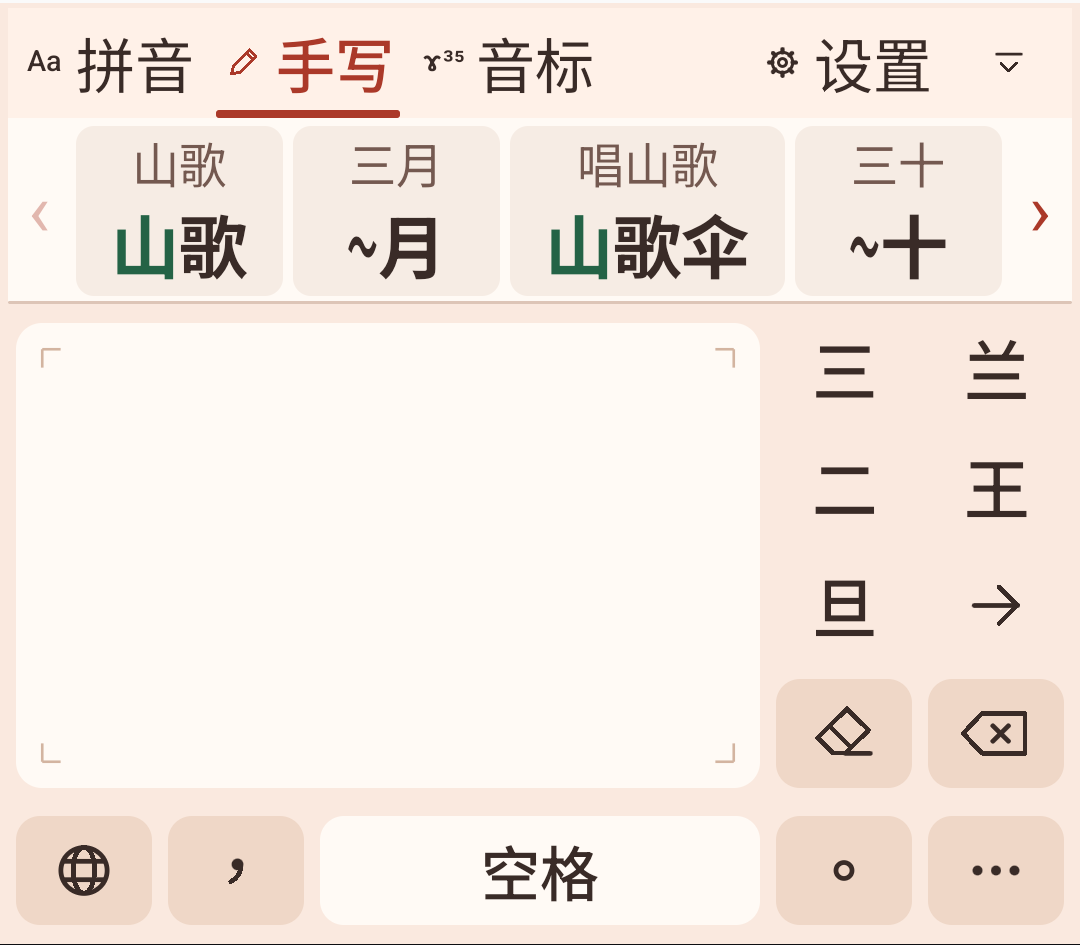 Aa 拼音 手写 ɤ³⁵ 音标 设置
山歌 三月 唱山歌 三十
山歌 ~月 山歌伞 ~十
三 兰
二 王
旦 →
， 空格 。 •••